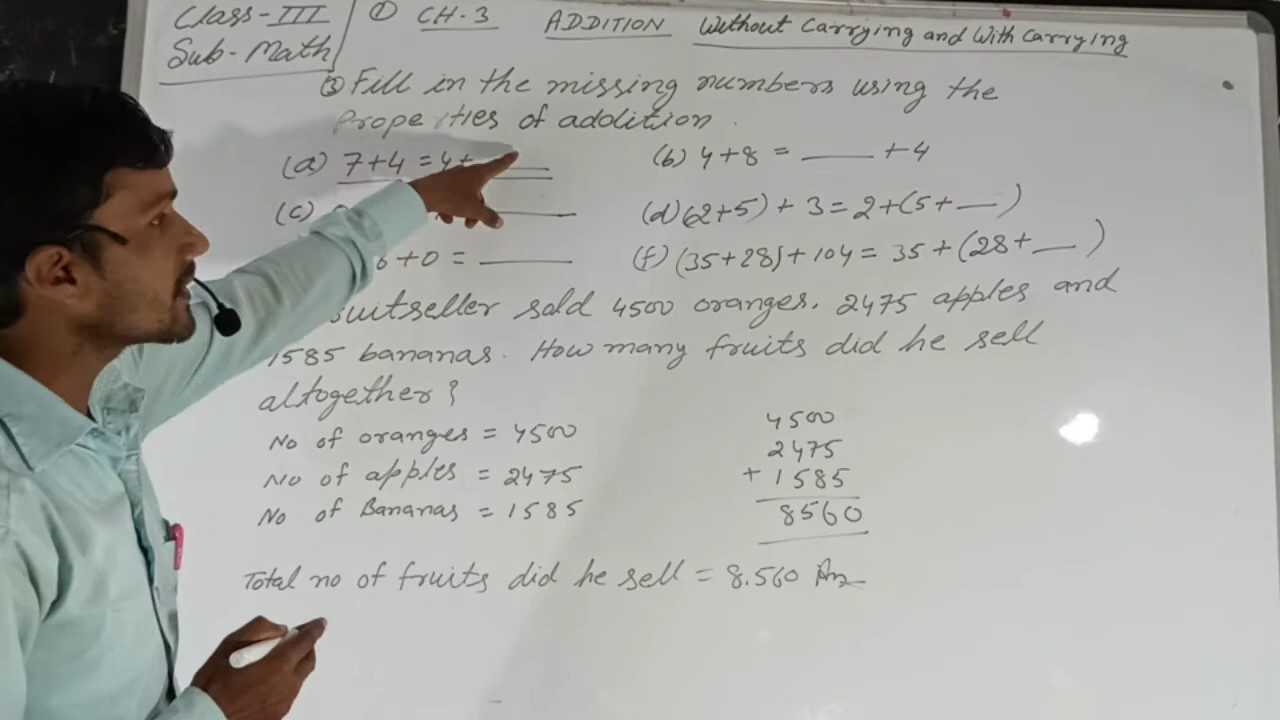 Class-III ① CH.3 ADDITION Without Carrying and With Carrying
Sub-Math
③ Fill in the missing numbers using the
Properties of addition.
(a) 7+4 = 4+ ___ (b) 4+8 = ___ +4
(c) ___ (d) (2+5) + 3 = 2+(5+ __ )
6+0 = ___ (f) (35+28)+104 = 35 + (28+ __ )
uitseller sold 4500 oranges. 2475 apples and
1585 bananas. How many fruits did he sell
altogether?
No of oranges = 4500
No of apples = 2475
No of Bananas = 1585
4500
2475
+ 1585
8560
Total no of fruits did he sell = 8.560 Ans